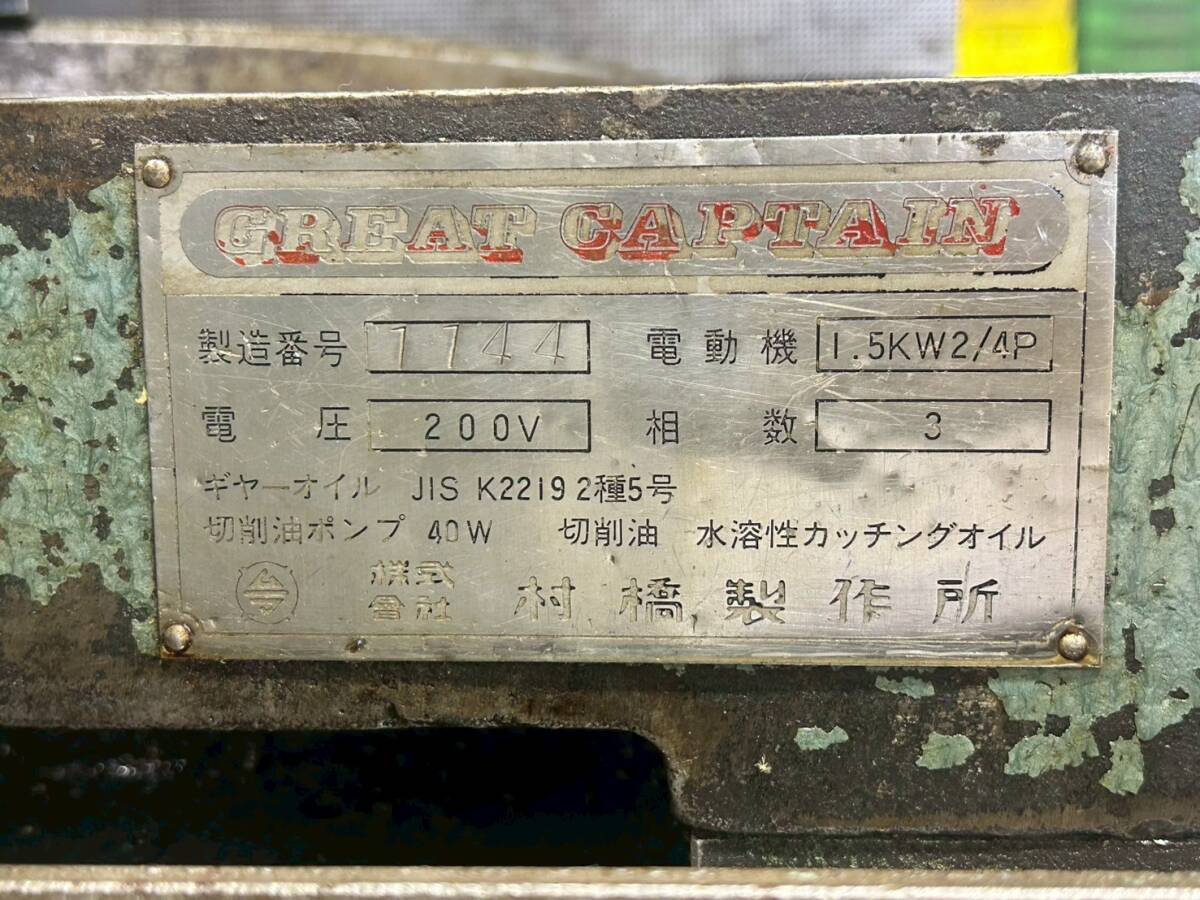 GREAT CAPTAIN
製造番号 1144 電動機 1.5KW2/4P
電圧 200V 相数 3
ギヤーオイル JIS K2219 2種5号
切削油ポンプ 40W 切削油 水溶性カッチングオイル
株式會社 村橋製作所